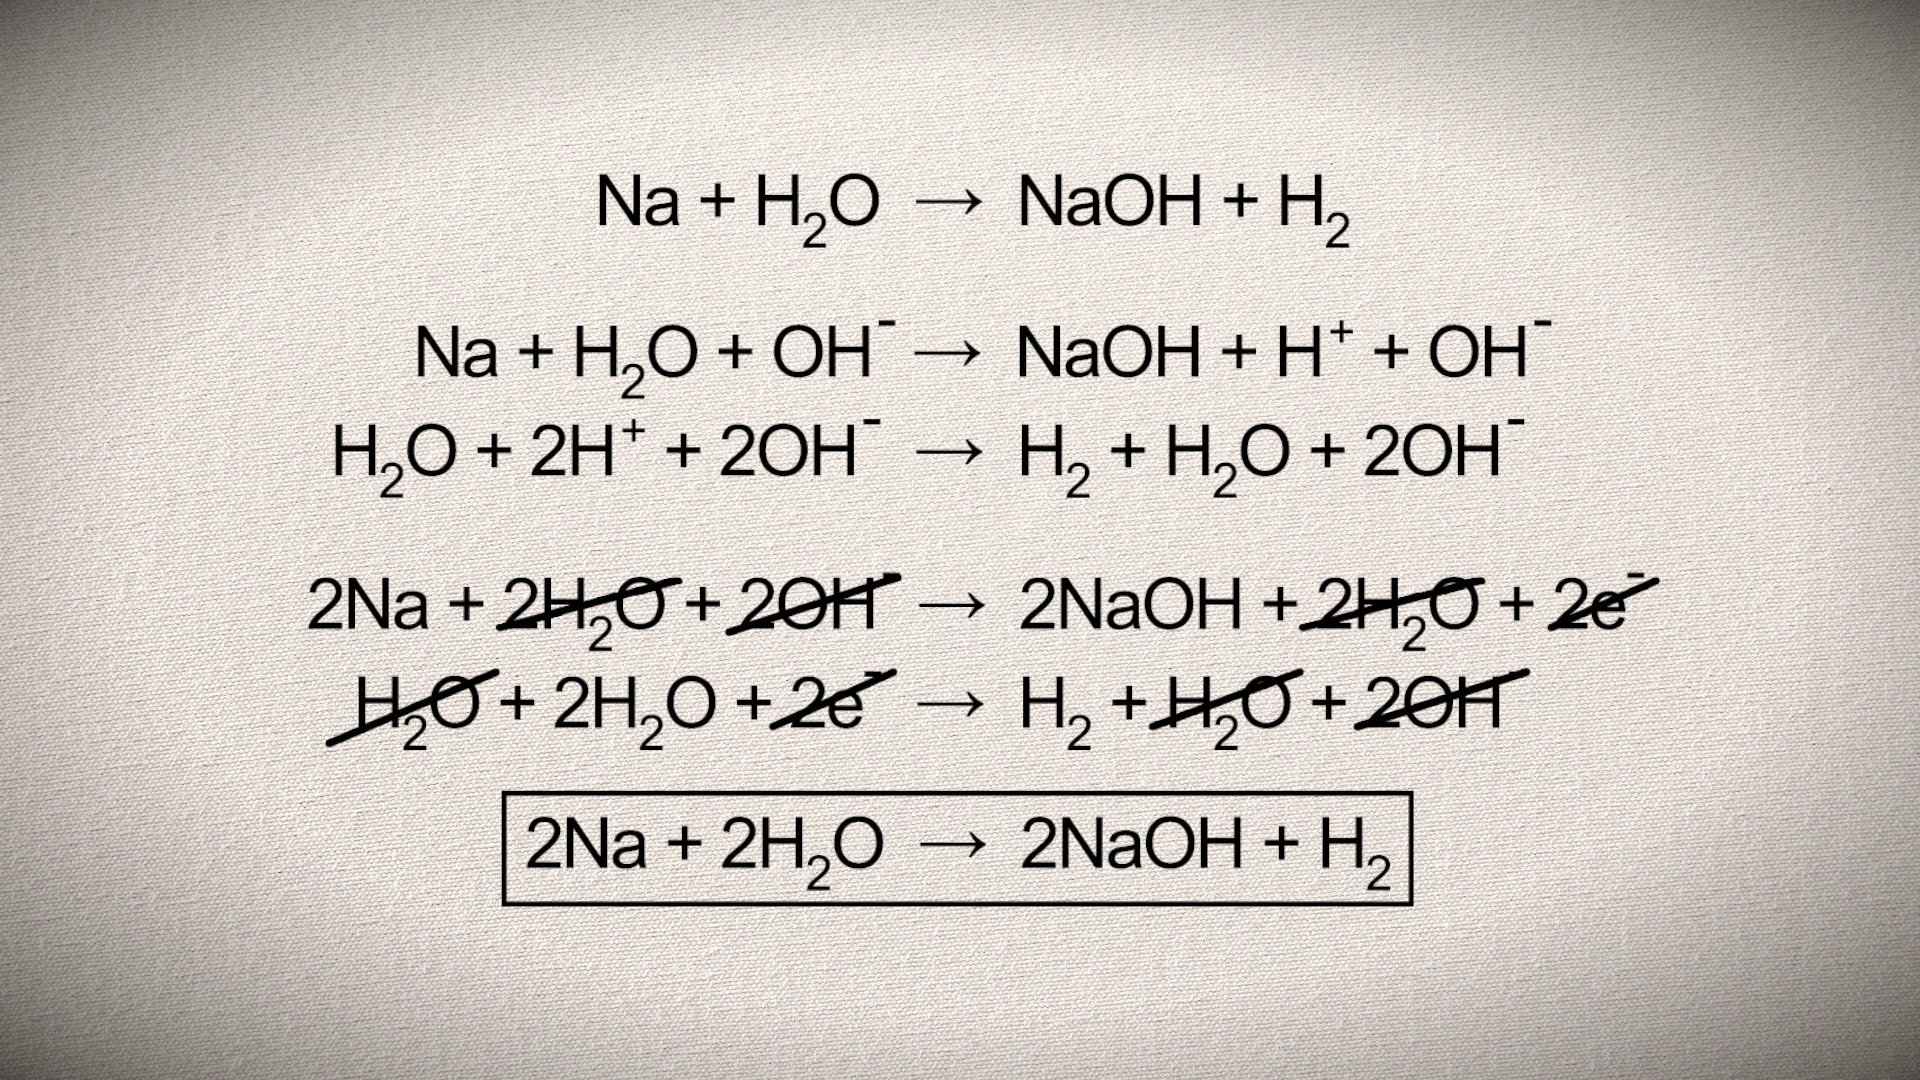 Na + H₂O → NaOH + H₂
Na + H₂O + OH⁻ → NaOH + H⁺ + OH⁻
H₂O + 2H⁺ + 2OH⁻ → H₂ + H₂O + 2OH⁻
2Na + 2H₂O + 2OH⁻ → 2NaOH + 2H₂O + 2e⁻
H₂O + 2H₂O + 2e⁻ → H₂ + H₂O + 2OH⁻
2Na + 2H₂O → 2NaOH + H₂